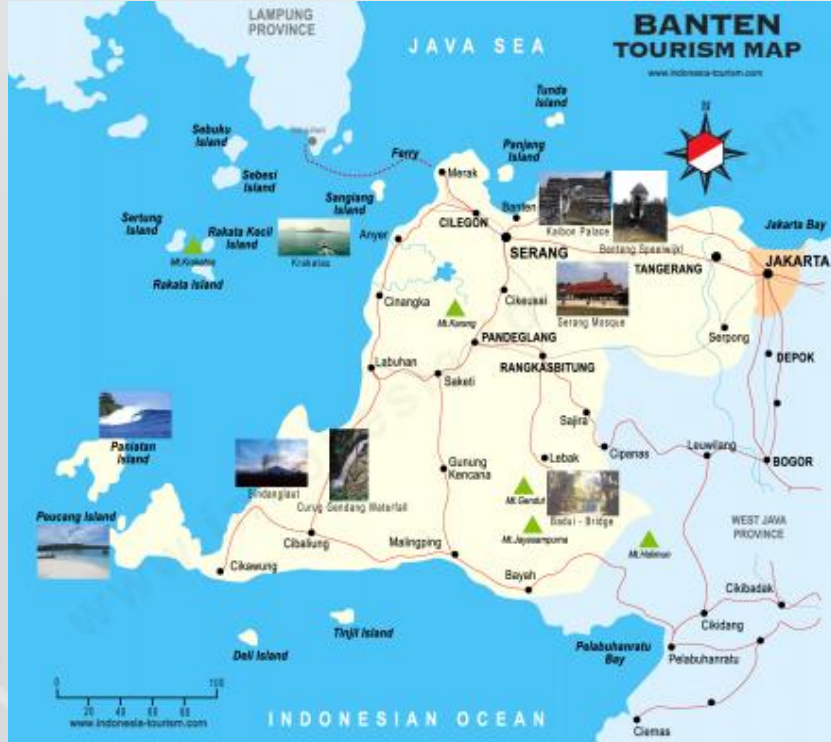 LAMPUNG
PROVINCE
JAVA SEA
BANTEN
TOURISM MAP
www.indonesia-tourism.com
N
Tunda
Island
Sebuku
Island
Ferry
Panjang
Island
Merak
Sebesi
Island
Sangiang
Island
Banten
Kaibon Palace
Benteng Speelwijk
Jakarta Bay
Sertung
Island
Rakata Kecil
Island
Mt.Krakatau
Rakata Island
Krakatau
CILEGON
Anyer
SERANG
TANGERANG
JAKARTA
Cinangka
Cikeusai
Serang Mosque
Mt.Karang
PANDEGLANG
Serpong
DEPOK
Labuhan
Saketi
RANGKASBITUNG
Sajira
Cipanas
Leuwilang
BOGOR
Paniatan
Island
Bindanglaut
Curug Gendang Waterfall
Gunung
Kencana
Lebak
Mt.Gendut
Badui - Bridge
Mt.Jayasampurna
Mt.Halimun
WEST JAVA
PROVINCE
Peucang Island
Cibaliung
Malingping
Cikawung
Bayah
Cikibadak
Cikidang
Tinjil Island
Deli Island
Pelabuhanratu
Bay
Pelabuhanratu
Ciemas
0 100
20 40 60 80
www.indonesia-tourism.com
INDONESIAN OCEAN